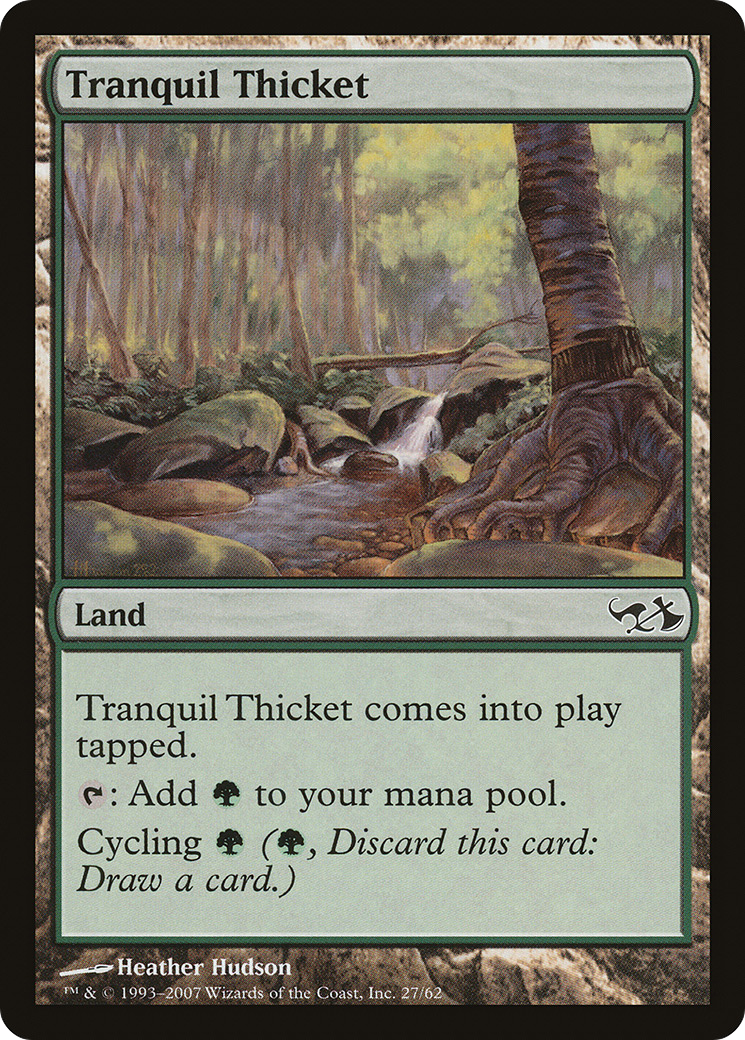 Tranquil Thicket
Land
Tranquil Thicket comes into play
tapped.
: Add to your mana pool.
Cycling (, Discard this card:
Draw a card.)
Heather Hudson
™ & © 1993–2007 Wizards of the Coast, Inc. 27/62